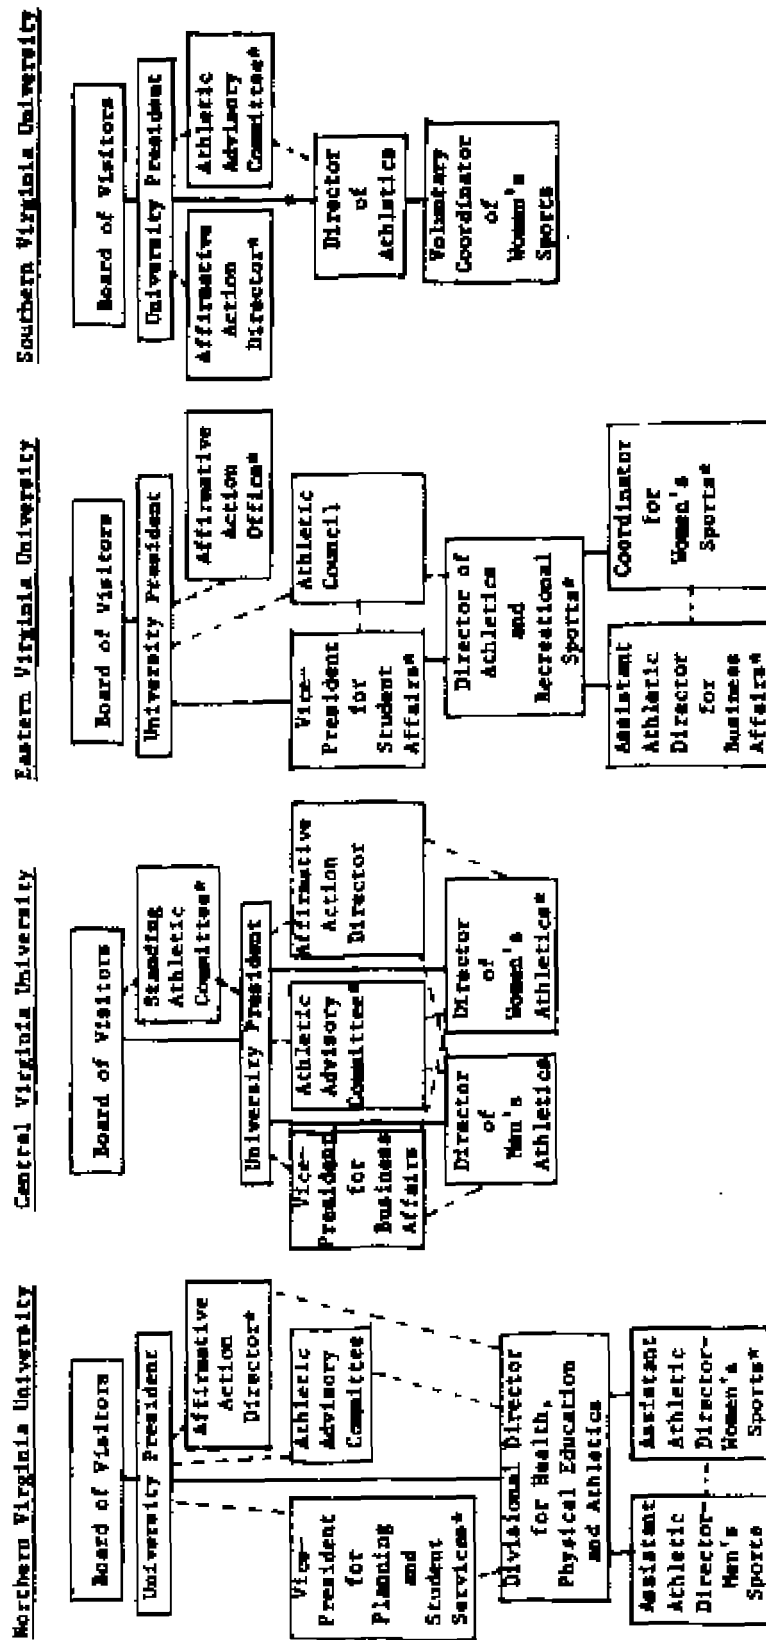 Northern Virginia University
Board of Visitors
University President
Affirmative
Action
Director*
Athletic
Advisory
Committee
Vice-
President
for
Planning
and
Student
Services*
Divisional Director
for Health,
Physical Education
and Athletics
Assistant
Athletic
Director-
Men's
Sports
Assistant
Athletic
Director-
Women's
Sports*
Central Virginia University
Board of Visitors
Standing
Athletic
Committee*
University President
Vice-
President
for
Business
Affairs
Athletic
Advisory
Committee*
Affirmative
Action
Director
Director
of
Men's
Athletics
Director
of
Women's
Athletics*
Eastern Virginia University
Board of Visitors
University President
Affirmative
Action
Office*
Vice-
President
for
Student
Affairs*
Athletic
Council
Director of
Athletics
and
Recreational
Sports*
Assistant
Athletic
Director
for
Business
Affairs*
Coordinator
for
Women's
Sports*
Southern Virginia University
Board of Visitors
University President
Affirmative
Action
Director*
Athletic
Advisory
Committee*
Director
of
Athletics
Voluntary
Coordinator
of
Women's
Sports